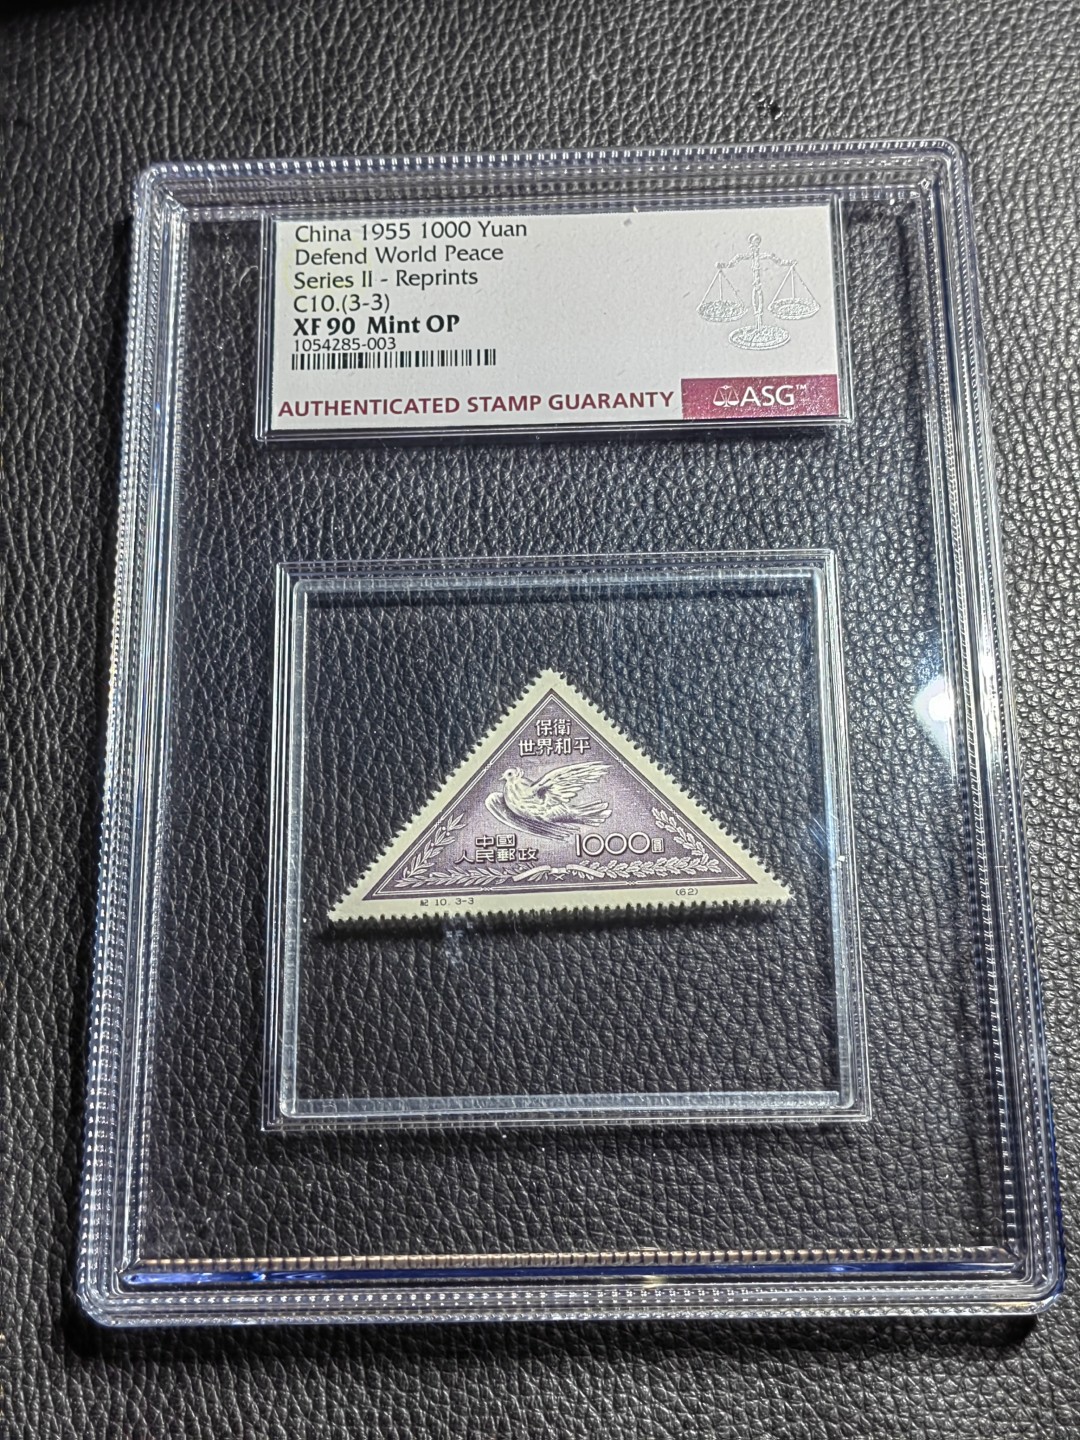 China 1955 1000 Yuan
Defend World Peace
Series II - Reprints
C10.(3-3)
XF 90 Mint OP
1054285-003
AUTHENTICATED STAMP GUARANTY
ASG™
保衛
世界和平
中國
人民郵政
1000圓
紀 10. 3-3
(62)